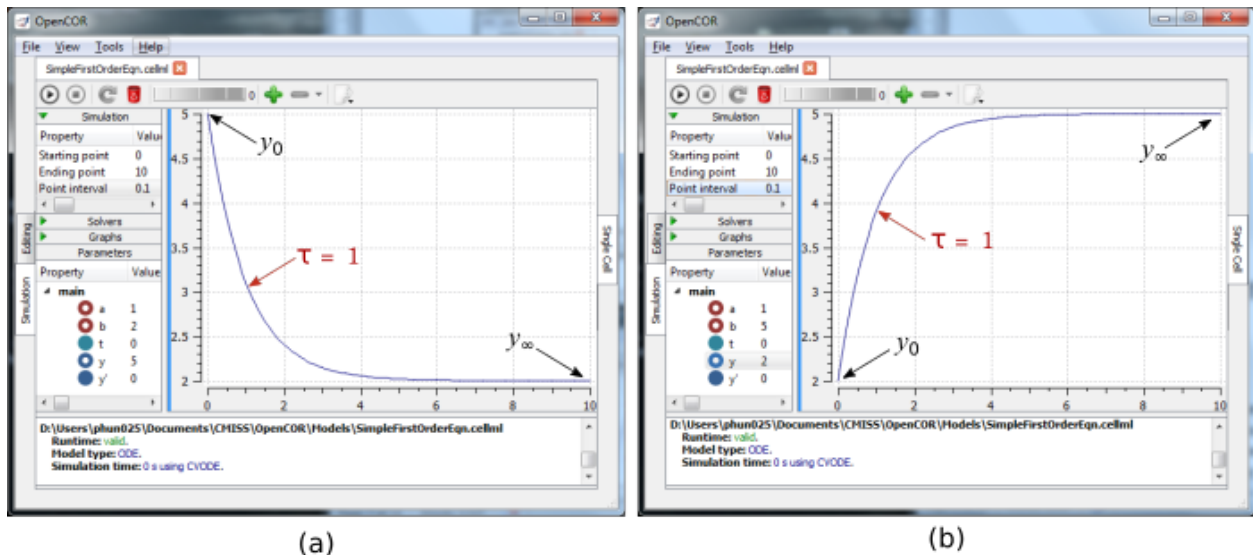 OpenCOR
File View Tools Help
SimpleFirstOrderEqn.cellml
0
Simulation
Property Valu
Starting point 0
Ending point 10
Point interval 0.1
Solvers
Graphs
Parameters
Property Value
main
a 1
b 2
t 0
y 5
y' 0
Editing
Simulation
5
4.5
4
3.5
3
2.5
2
0 2 4 6 8 10
y0
τ = 1
y∞
Single Cell
D:\Users\phun025\Documents\CMISS\OpenCOR\Models\SimpleFirstOrderEqn.cellml
Runtime: valid.
Model type: ODE.
Simulation time: 0 s using CVODE.
(a)
OpenCOR
File View Tools Help
SimpleFirstOrderEqn.cellml
0
Simulation
Property Valu
Starting point 0
Ending point 10
Point interval 0.1
Solvers
Graphs
Parameters
Property Value
main
a 1
b 5
t 0
y 2
y' 0
Editing
Simulation
5
4.5
4
3.5
3
2.5
2
0 2 4 6 8 10
y∞
τ = 1
y0
Single Cell
D:\Users\phun025\Documents\CMISS\OpenCOR\Models\SimpleFirstOrderEqn.cellml
Runtime: valid.
Model type: ODE.
Simulation time: 0 s using CVODE.
(b)